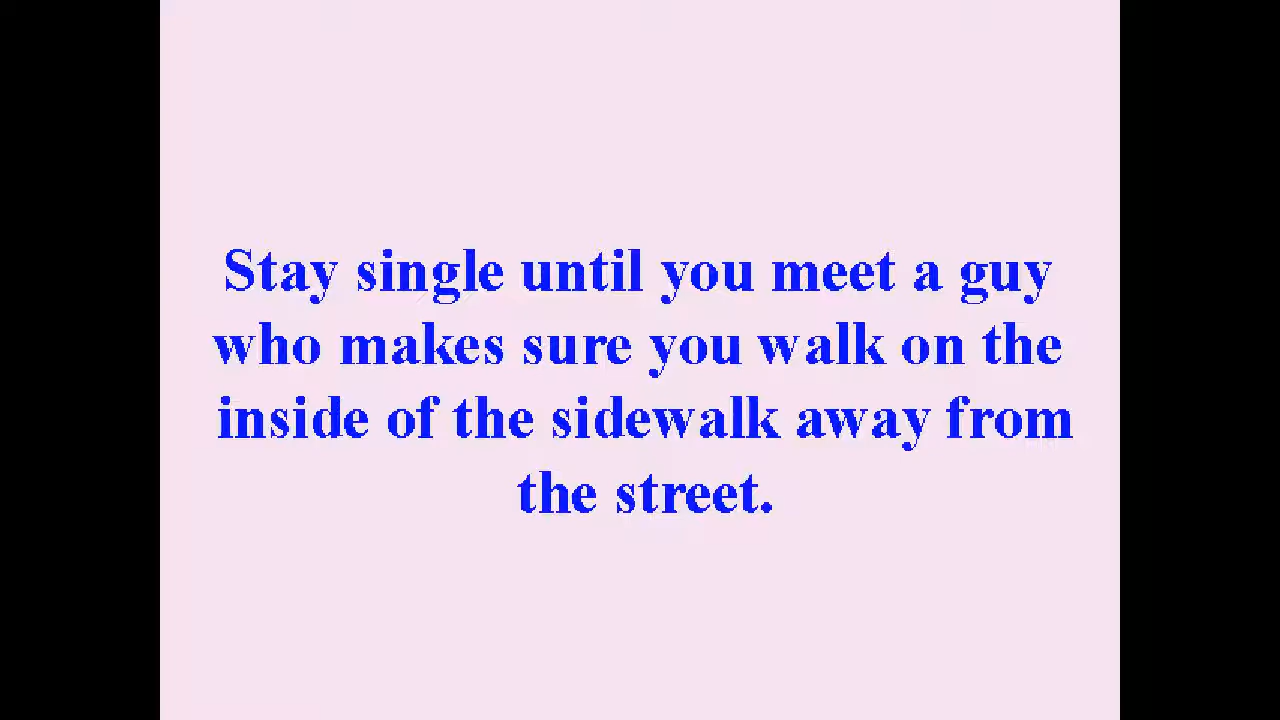 Stay single until you meet a guy
who makes sure you walk on the
inside of the sidewalk away from
the street.